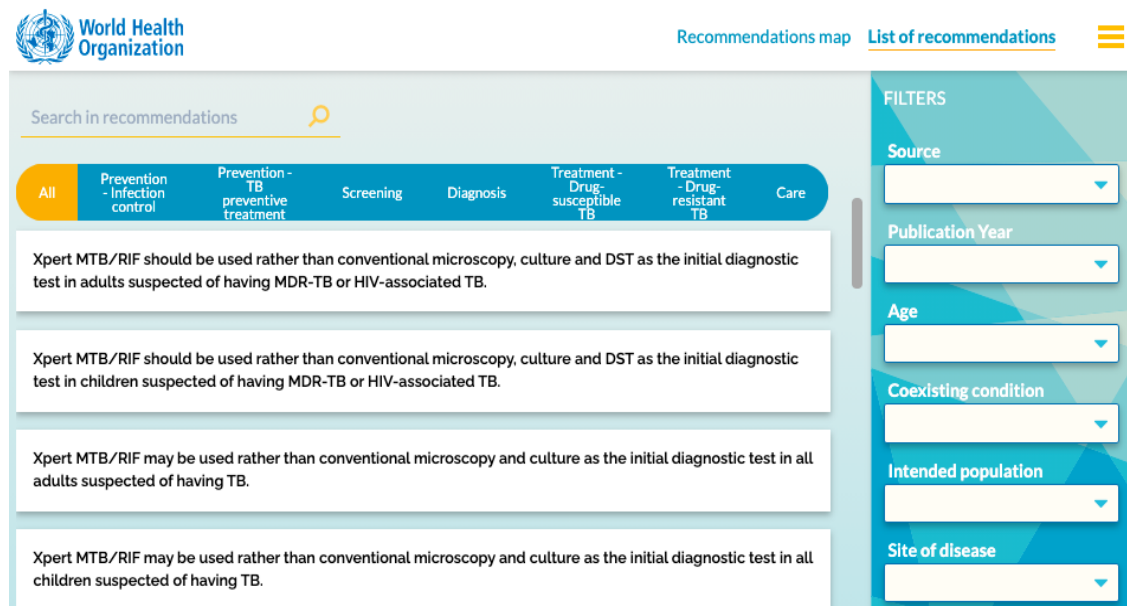 World Health
Organization
Recommendations map
List of recommendations
Search in recommendations
All
Prevention
- Infection
control
Prevention -
TB
preventive
treatment
Screening
Diagnosis
Treatment -
Drug-
susceptible
TB
Treatment
- Drug-
resistant
TB
Care
Xpert MTB/RIF should be used rather than conventional microscopy, culture and DST as the initial diagnostic
test in adults suspected of having MDR-TB or HIV-associated TB.
Xpert MTB/RIF should be used rather than conventional microscopy, culture and DST as the initial diagnostic
test in children suspected of having MDR-TB or HIV-associated TB.
Xpert MTB/RIF may be used rather than conventional microscopy and culture as the initial diagnostic test in all
adults suspected of having TB.
Xpert MTB/RIF may be used rather than conventional microscopy and culture as the initial diagnostic test in all
children suspected of having TB.
FILTERS
Source
Publication Year
Age
Coexisting condition
Intended population
Site of disease